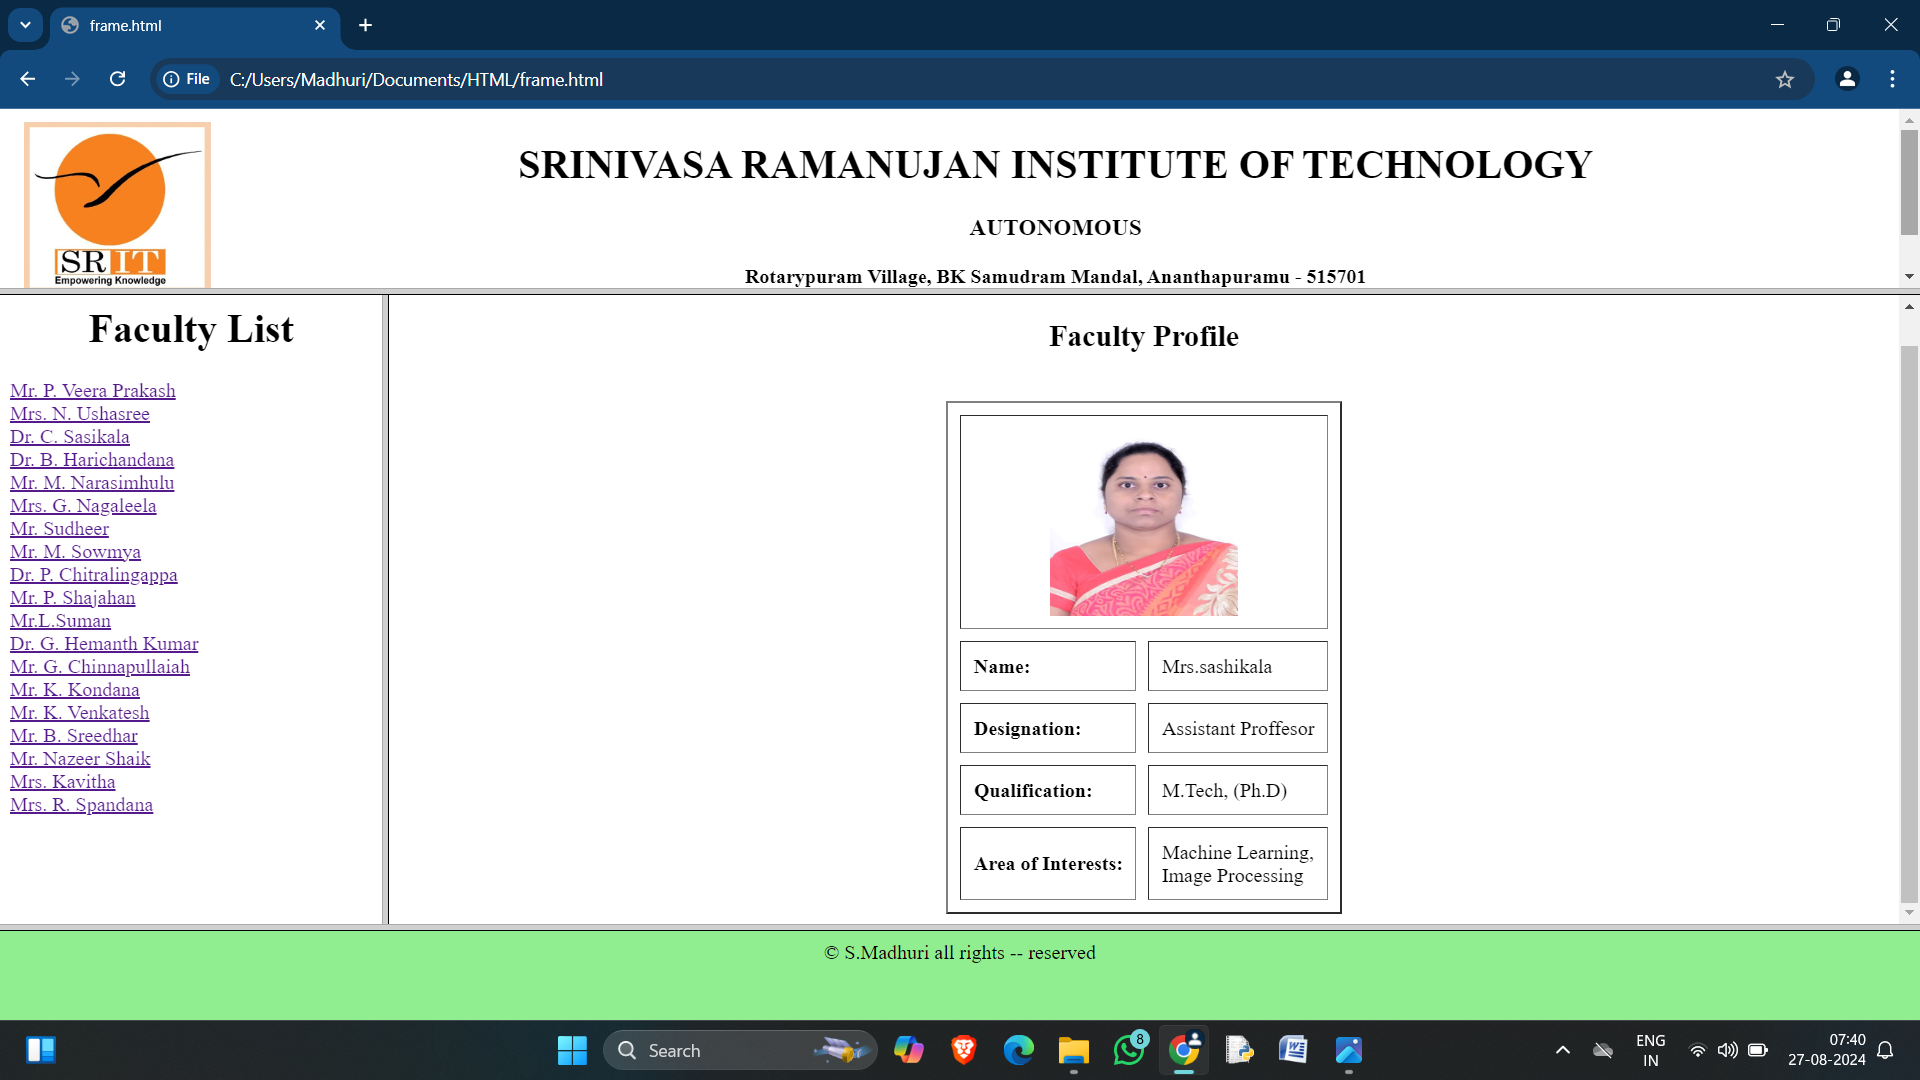 frame.html
File
C:/Users/Madhuri/Documents/HTML/frame.html
SRIT
Empowering Knowledge
SRINIVASA RAMANUJAN INSTITUTE OF TECHNOLOGY
AUTONOMOUS
Rotarypuram Village, BK Samudram Mandal, Ananthapuramu - 515701
Faculty List
Mr. P. Veera Prakash
Mrs. N. Ushasree
Dr. C. Sasikala
Dr. B. Harichandana
Mr. M. Narasimhulu
Mrs. G. Nagaleela
Mr. Sudheer
Mr. M. Sowmya
Dr. P. Chitralingappa
Mr. P. Shajahan
Mr.L.Suman
Dr. G. Hemanth Kumar
Mr. G. Chinnapullaiah
Mr. K. Kondana
Mr. K. Venkatesh
Mr. B. Sreedhar
Mr. Nazeer Shaik
Mrs. Kavitha
Mrs. R. Spandana
Faculty Profile
Name: Mrs.sashikala
Designation: Assistant Proffesor
Qualification: M.Tech, (Ph.D)
Area of Interests: Machine Learning,
Image Processing
© S.Madhuri all rights -- reserved
Search
8
W
ENG
IN
07:40
27-08-2024